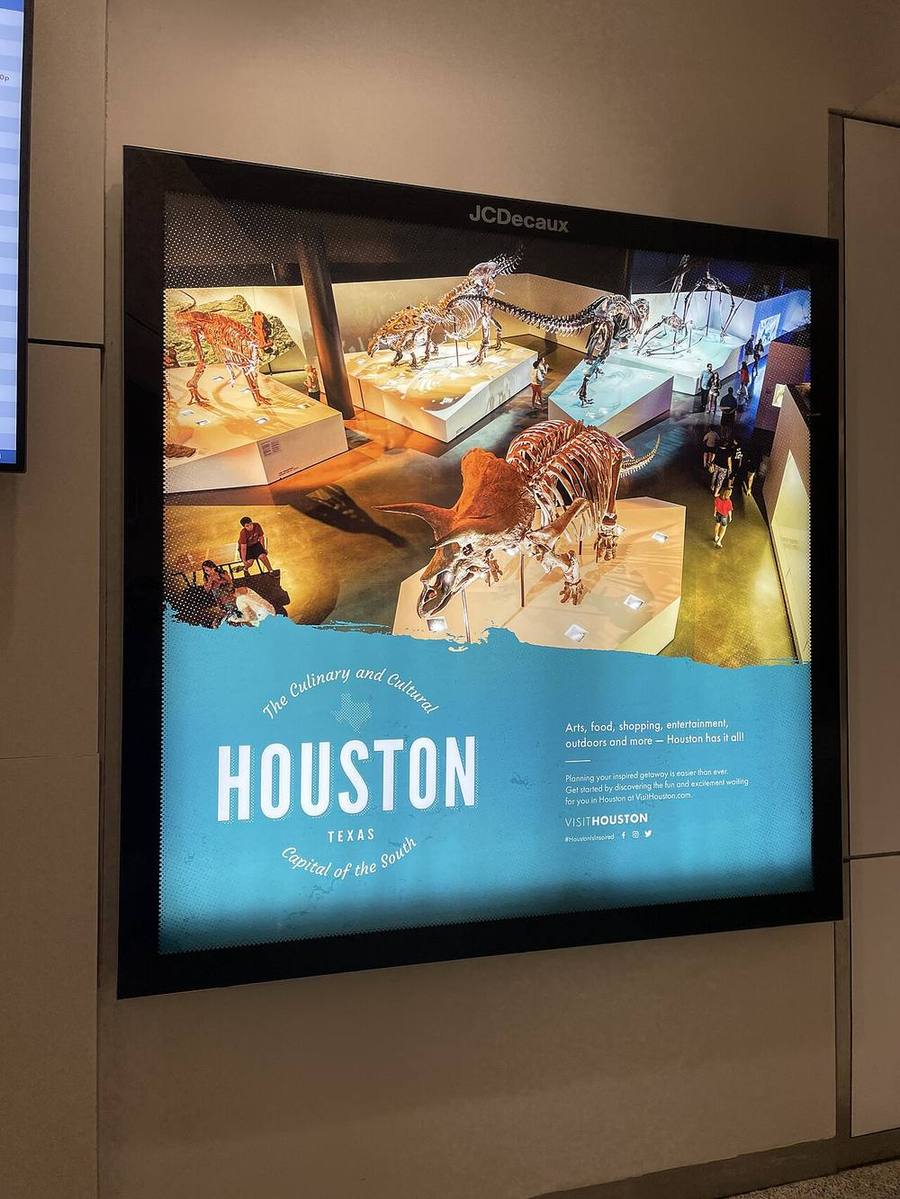 JCDecaux
The Culinary and Cultural
HOUSTON
TEXAS
Capital of the South
Arts, food, shopping, entertainment,
outdoors and more — Houston has it all!
Planning your inspired getaway is easier than ever.
Get started by discovering the fun and excitement waiting
for you in Houston at VisitHouston.com.
VISITHOUSTON
#HoustonIsInspired